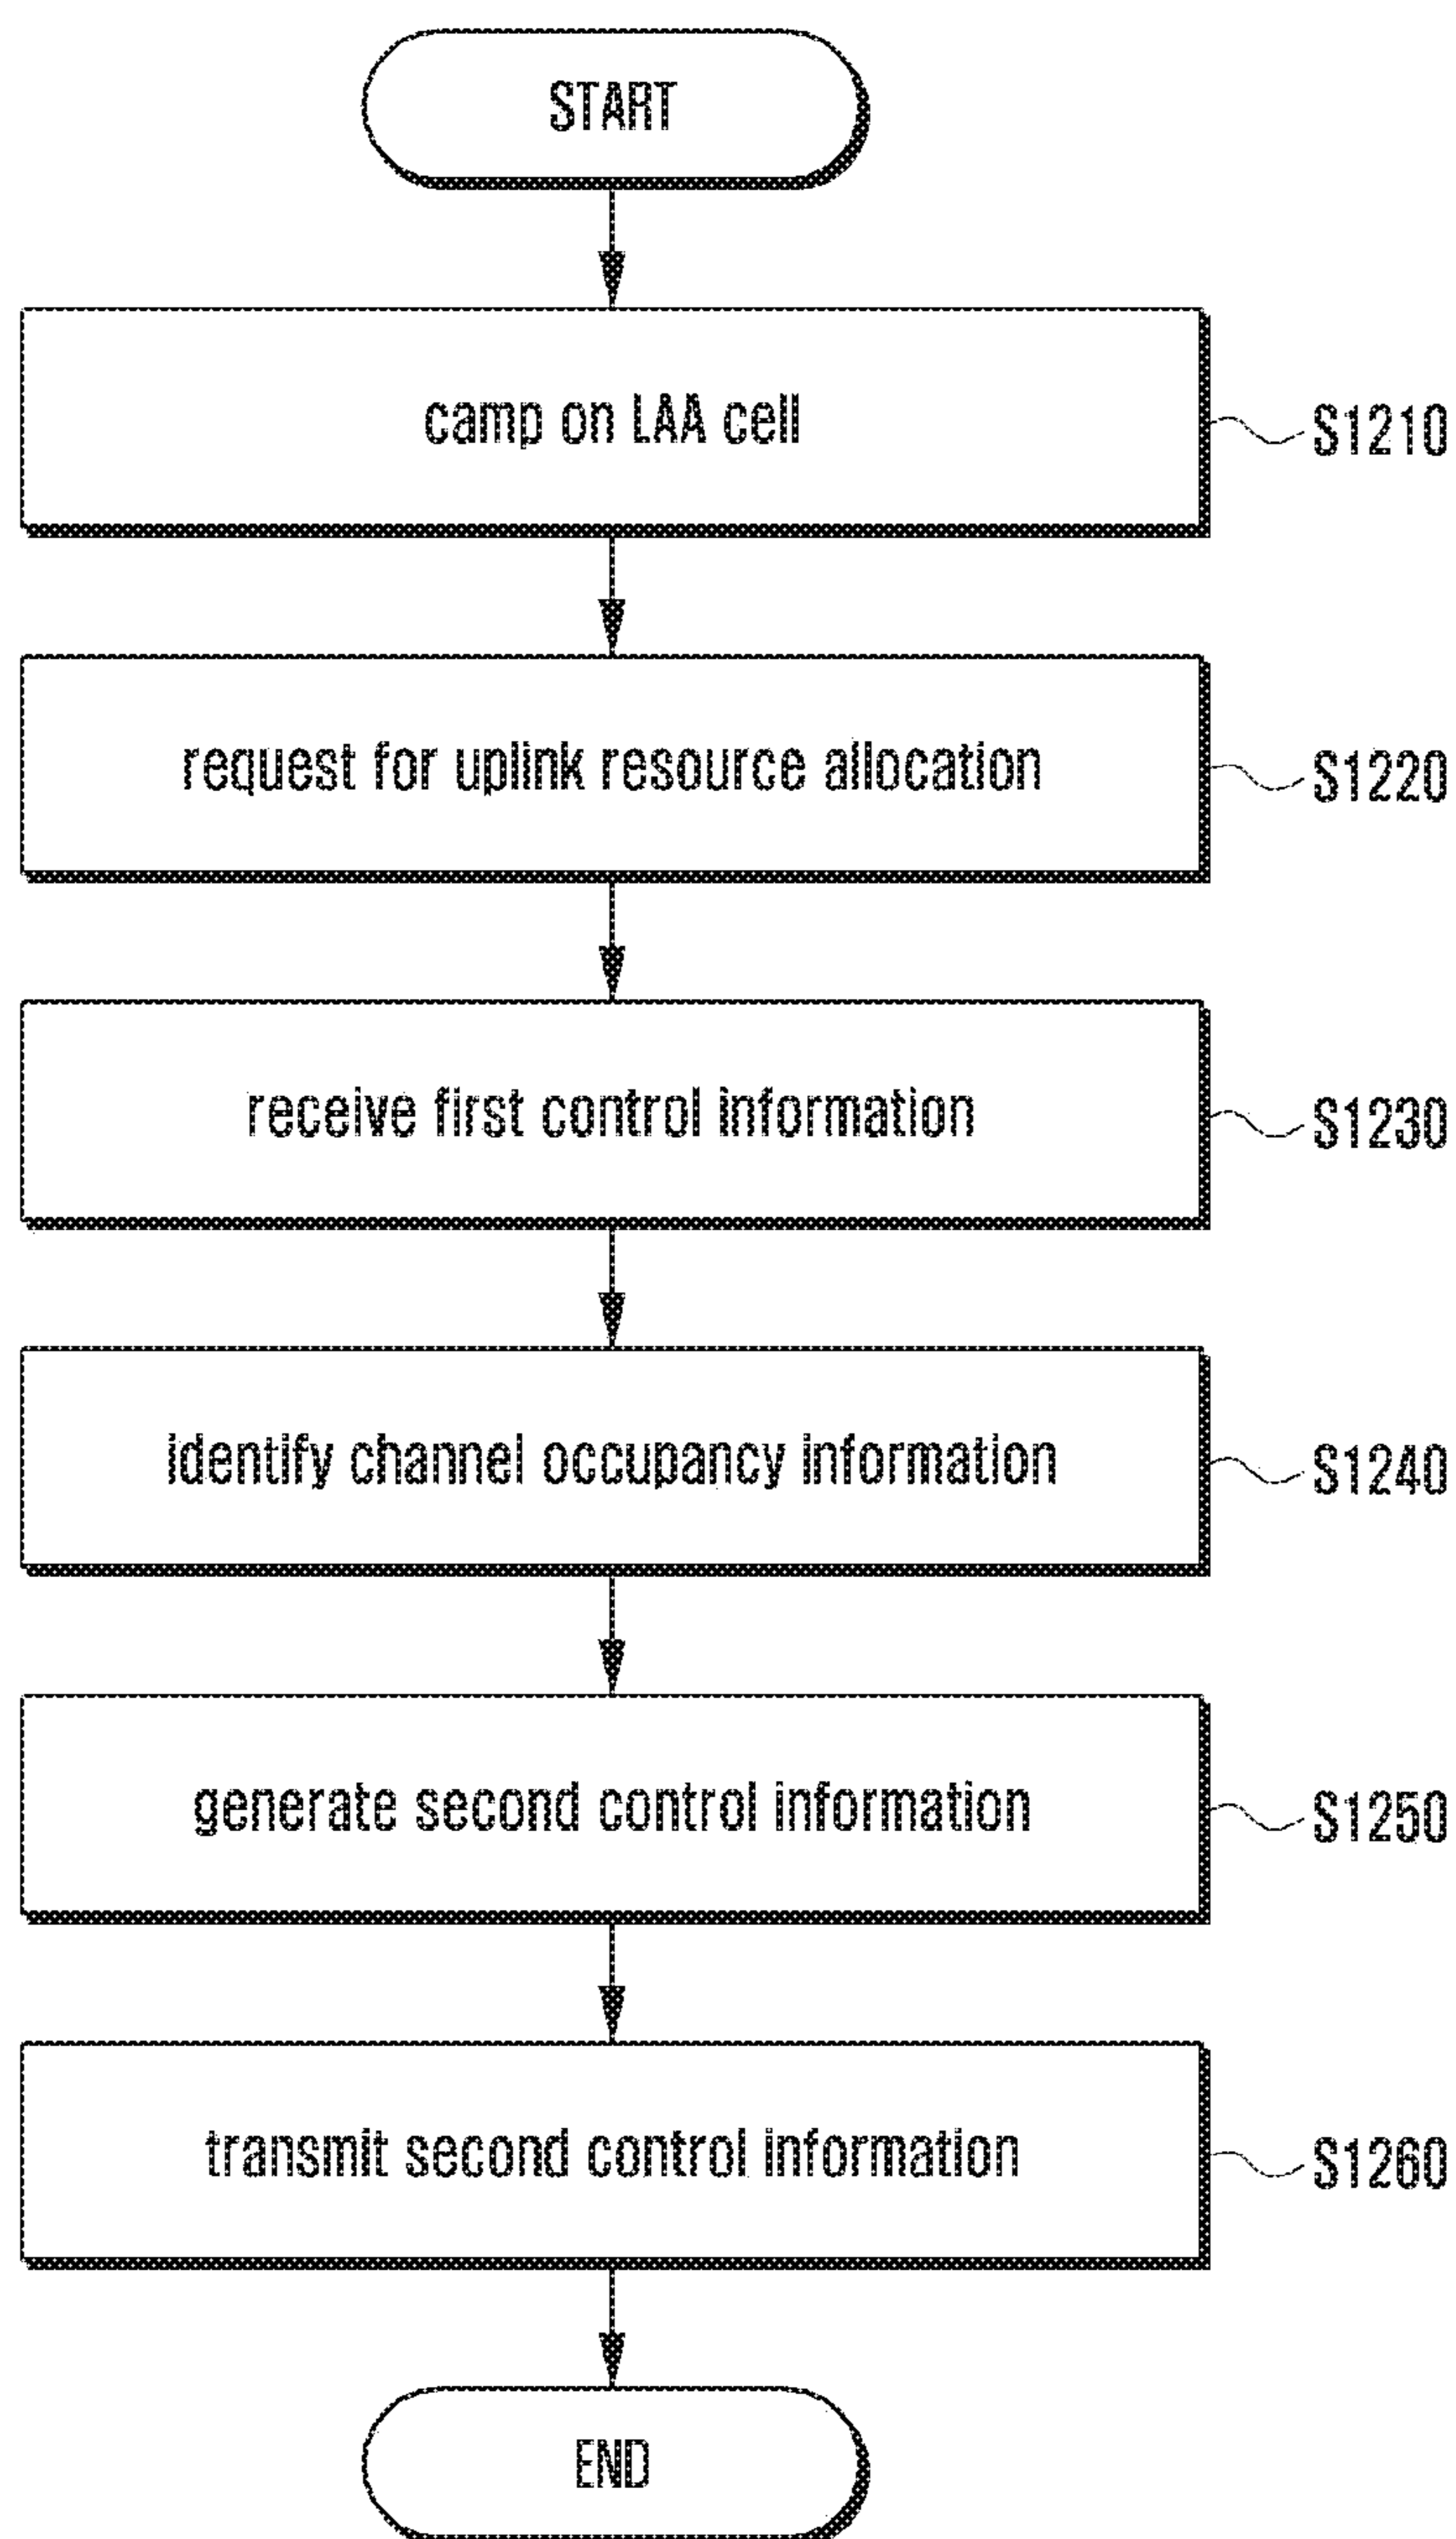 START
camp on LAA cell
S1210
request for uplink resource allocation
S1220
receive first control information
S1230
identify channel occupancy information
S1240
generate second control information
S1250
transmit second control information
S1260
END